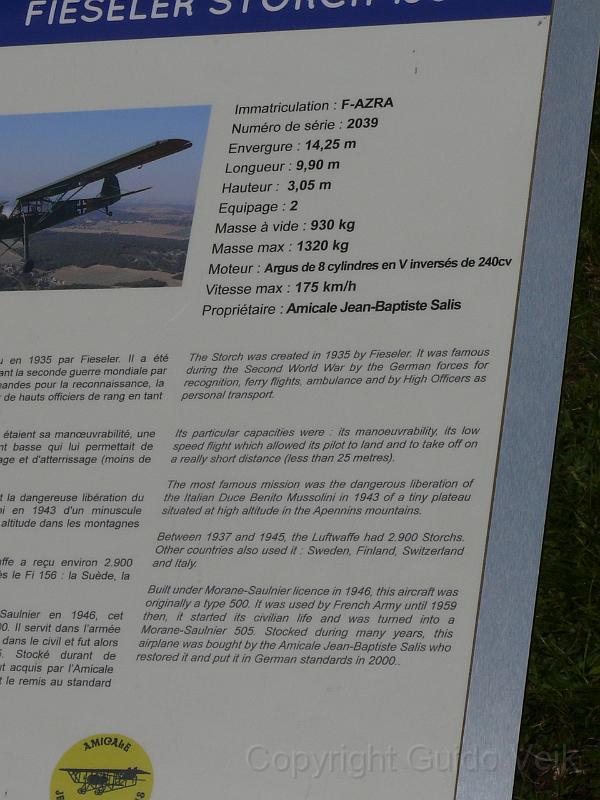 FIESELER STORCH
Immatriculation : F-AZRA
Numéro de série : 2039
Envergure : 14,25 m
Longueur : 9,90 m
Hauteur : 3,05 m
Equipage : 2
Masse à vide : 930 kg
Masse max : 1320 kg
Moteur : Argus de 8 cylindres en V inversés de 240cv
Vitesse max : 175 km/h
Propriétaire : Amicale Jean-Baptiste Salis
en 1935 par Fieseler. Il a été
ant la seconde guerre mondiale par
andes pour la reconnaissance, la
de hauts officiers de rang en tant
étaient sa manœuvrabilité, une
nt basse qui lui permettait de
age et d'atterrissage (moins de
t la dangereuse libération du
ni en 1943 d'un minuscule
altitude dans les montagnes
affe a reçu environ 2.900
ès le Fi 156 : la Suède, la
Saulnier en 1946, cet
00. Il servit dans l'armée
dans le civil et fut alors
5. Stocké durant de
ut acquis par l'Amicale
t le remis au standard
The Storch was created in 1935 by Fieseler. It was famous
during the Second World War by the German forces for
recognition, ferry flights, ambulance and by High Officers as
personal transport.
Its particular capacities were : its manoeuvrability, its low
speed flight which allowed its pilot to land and to take off on
a really short distance (less than 25 metres).
The most famous mission was the dangerous liberation of
the Italian Duce Benito Mussolini in 1943 of a tiny plateau
situated at high altitude in the Apennins mountains.
Between 1937 and 1945, the Luftwaffe had 2.900 Storchs.
Other countries also used it : Sweden, Finland, Switzerland
and Italy.
Built under Morane-Saulnier licence in 1946, this aircraft was
originally a type 500. It was used by French Army until 1959
then, it started its civilian life and was turned into a
Morane-Saulnier 505. Stocked during many years, this
airplane was bought by the Amicale Jean-Baptiste Salis who
restored it and put it in German standards in 2000..
AMICALE
Copyright Guido Veik